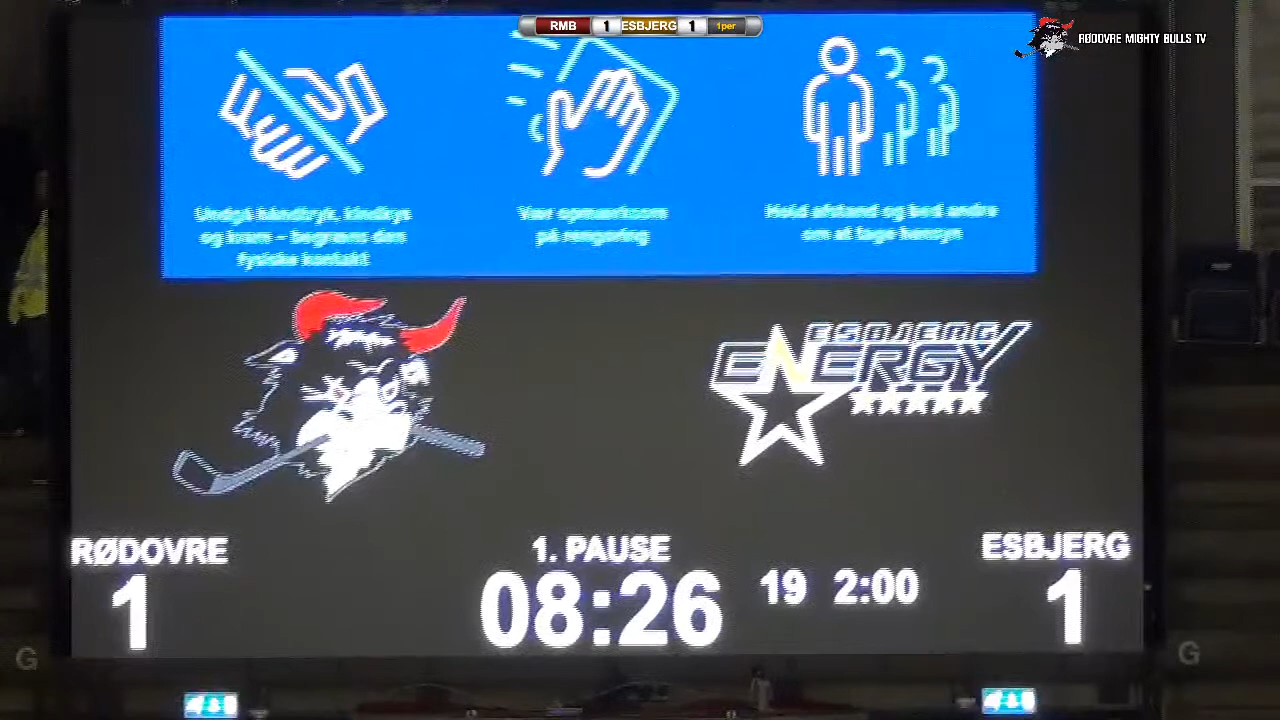 RMB 1 ESBJERG 1 1per
RØDOVRE MIGHTY BULLS TV
Undgå håndtryk, kindkys
og kram – begræns den
fysiske kontakt
Vær opmærksom
på rengøring
Hold afstand og bed andre
om at tage hensyn
ESBJERG
ENERGY
RØDOVRE
1. PAUSE
ESBJERG
1
08:26
19 2:00
1
G
G